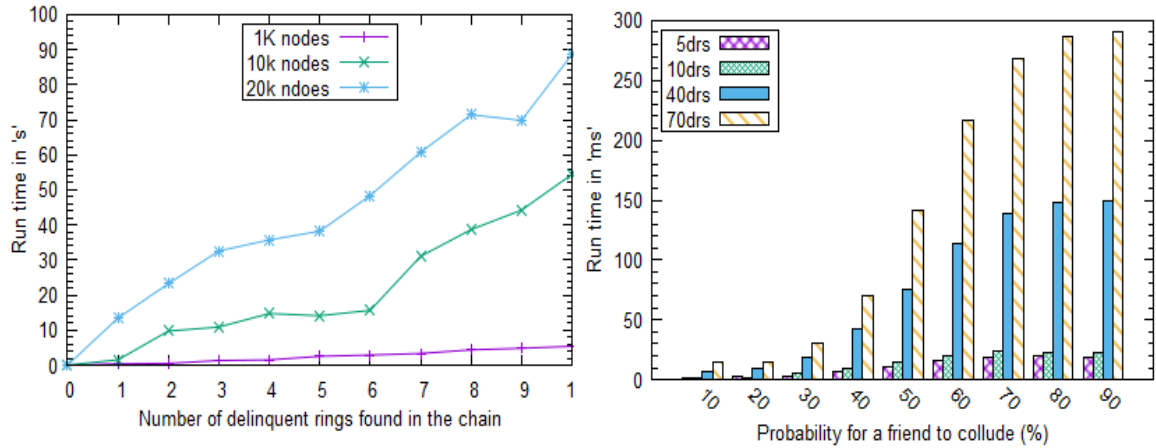 100
90
80
70
60
50
40
30
20
10
0
Run time in 's'
1K nodes
10k nodes
20k ndoes
0 1 2 3 4 5 6 7 8 9 1
Number of delinquent rings found in the chain
300
250
200
150
100
50
0
Run time in 'ms'
5drs
10drs
40drs
70drs
10 20 30 40 50 60 70 80 90
Probability for a friend to collude (%)